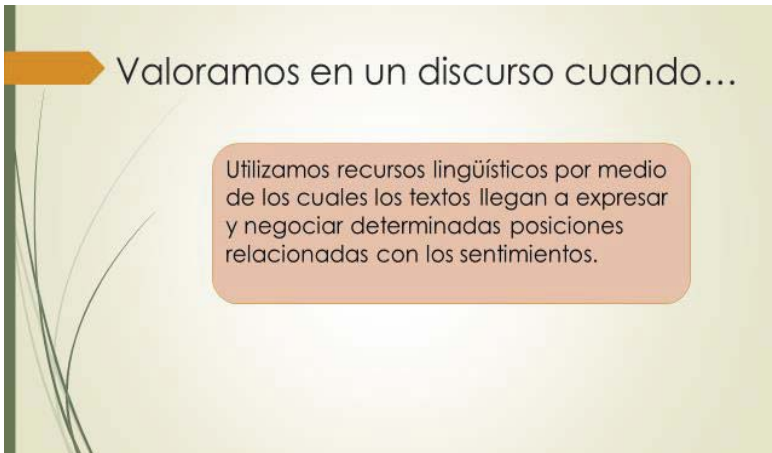 Valoramos en un discurso cuando…
Utilizamos recursos lingüísticos por medio
de los cuales los textos llegan a expresar
y negociar determinadas posiciones
relacionadas con los sentimientos.